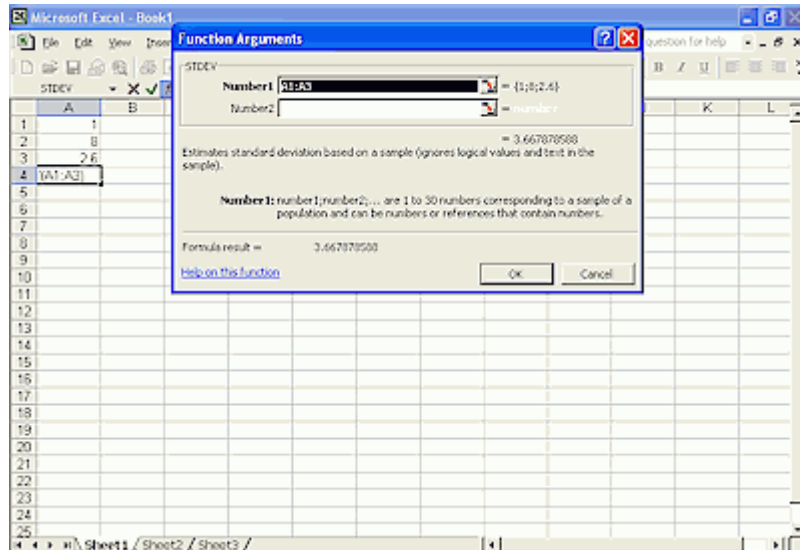 Microsoft Excel - Book1
File Edit View Inser
question for help
B I U
STDEV
A B K L
1 1
2 8
3 2.6
4 (A1:A3)
5
6
7
8
9
10
11
12
13
14
15
16
17
18
19
20
21
22
23
24
25
Function Arguments
STDEV
Number1 A1:A3 = {1;8;2.6}
Number2 = number
= 3.667878588
Estimates standard deviation based on a sample (ignores logical values and text in the
sample).
Number1: number1;number2;... are 1 to 30 numbers corresponding to a sample of a
population and can be numbers or references that contain numbers.
Formula result = 3.667878588
Help on this function
OK Cancel
Sheet1 / Sheet2 / Sheet3 /